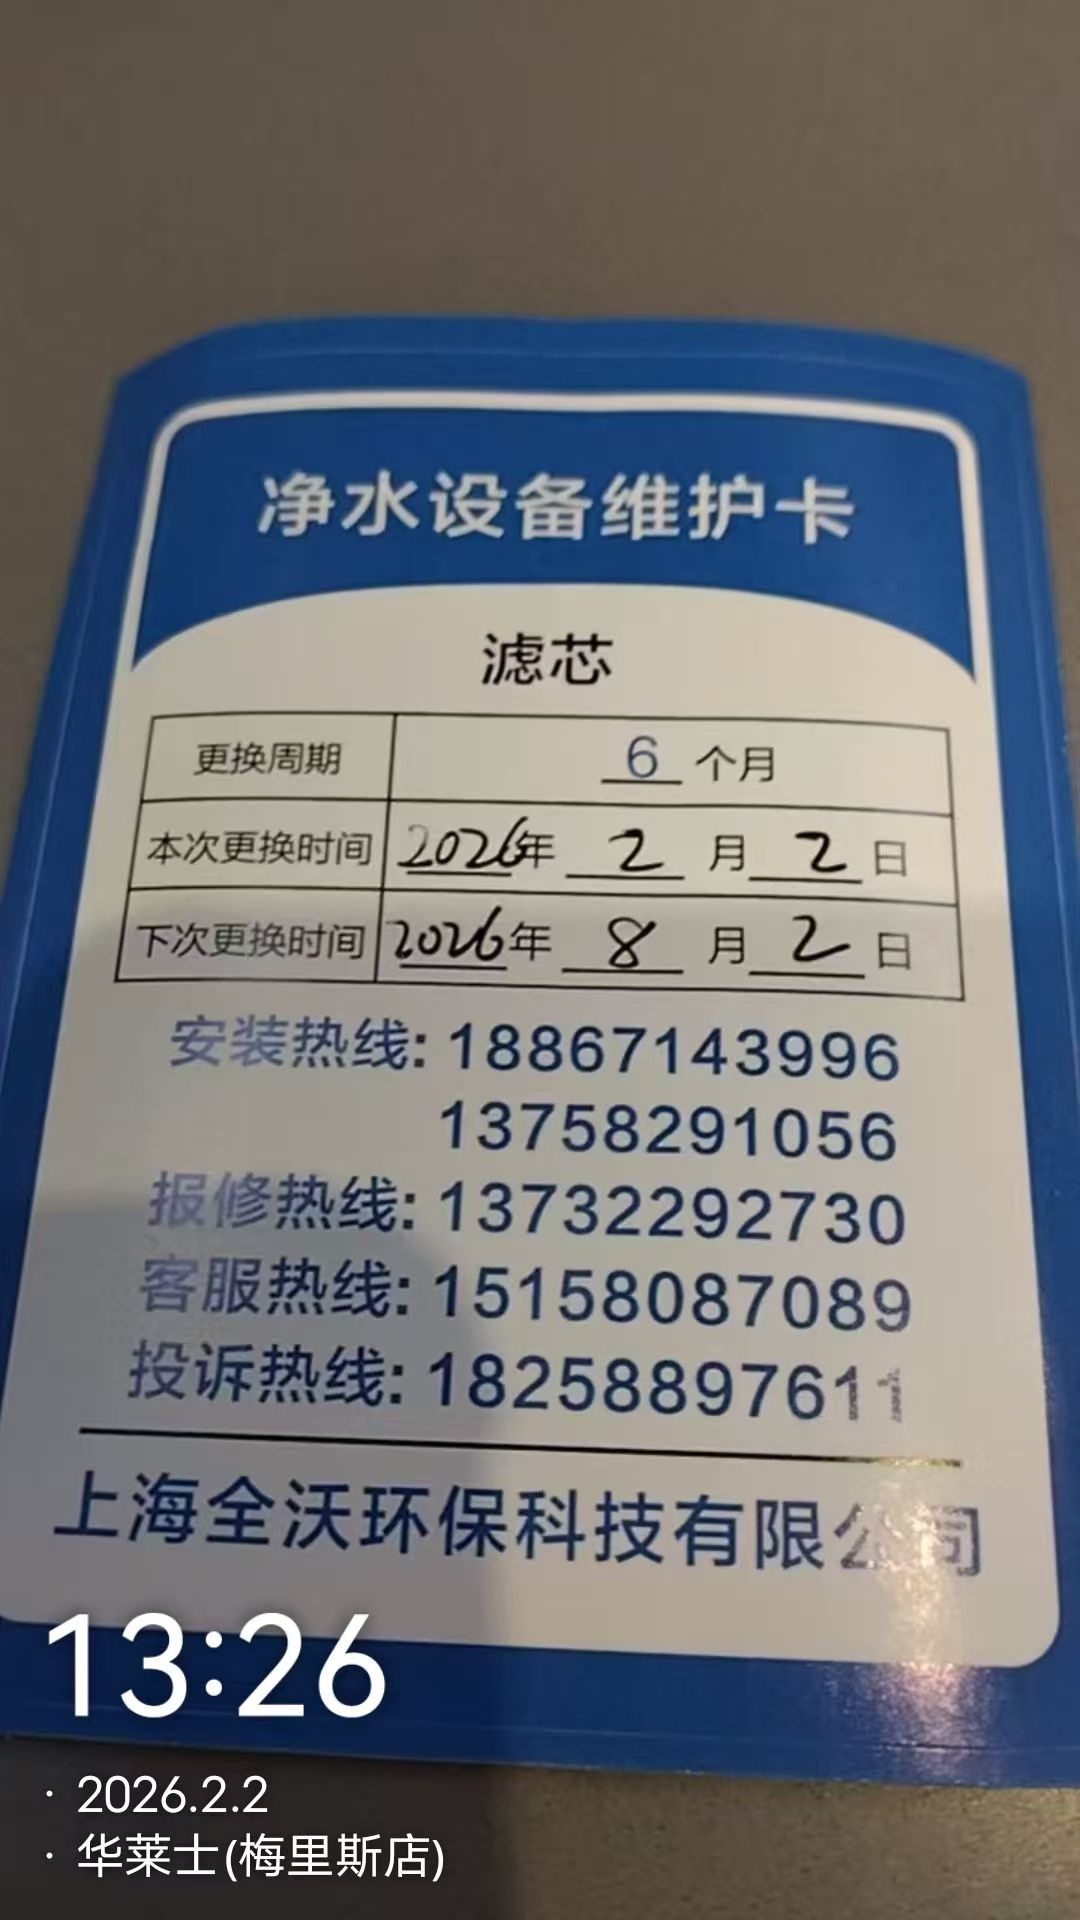 净水设备维护卡
滤芯
更换周期 6 个月
本次更换时间 2026年 2 月 2 日
下次更换时间 2026年 8 月 2 日
安装热线: 18867143996
13758291056
报修热线: 13732292730
客服热线: 15158087089
投诉热线: 18258897611
上海全沃环保科技有限公司
13:26
· 2026.2.2
· 华莱士(梅里斯店)